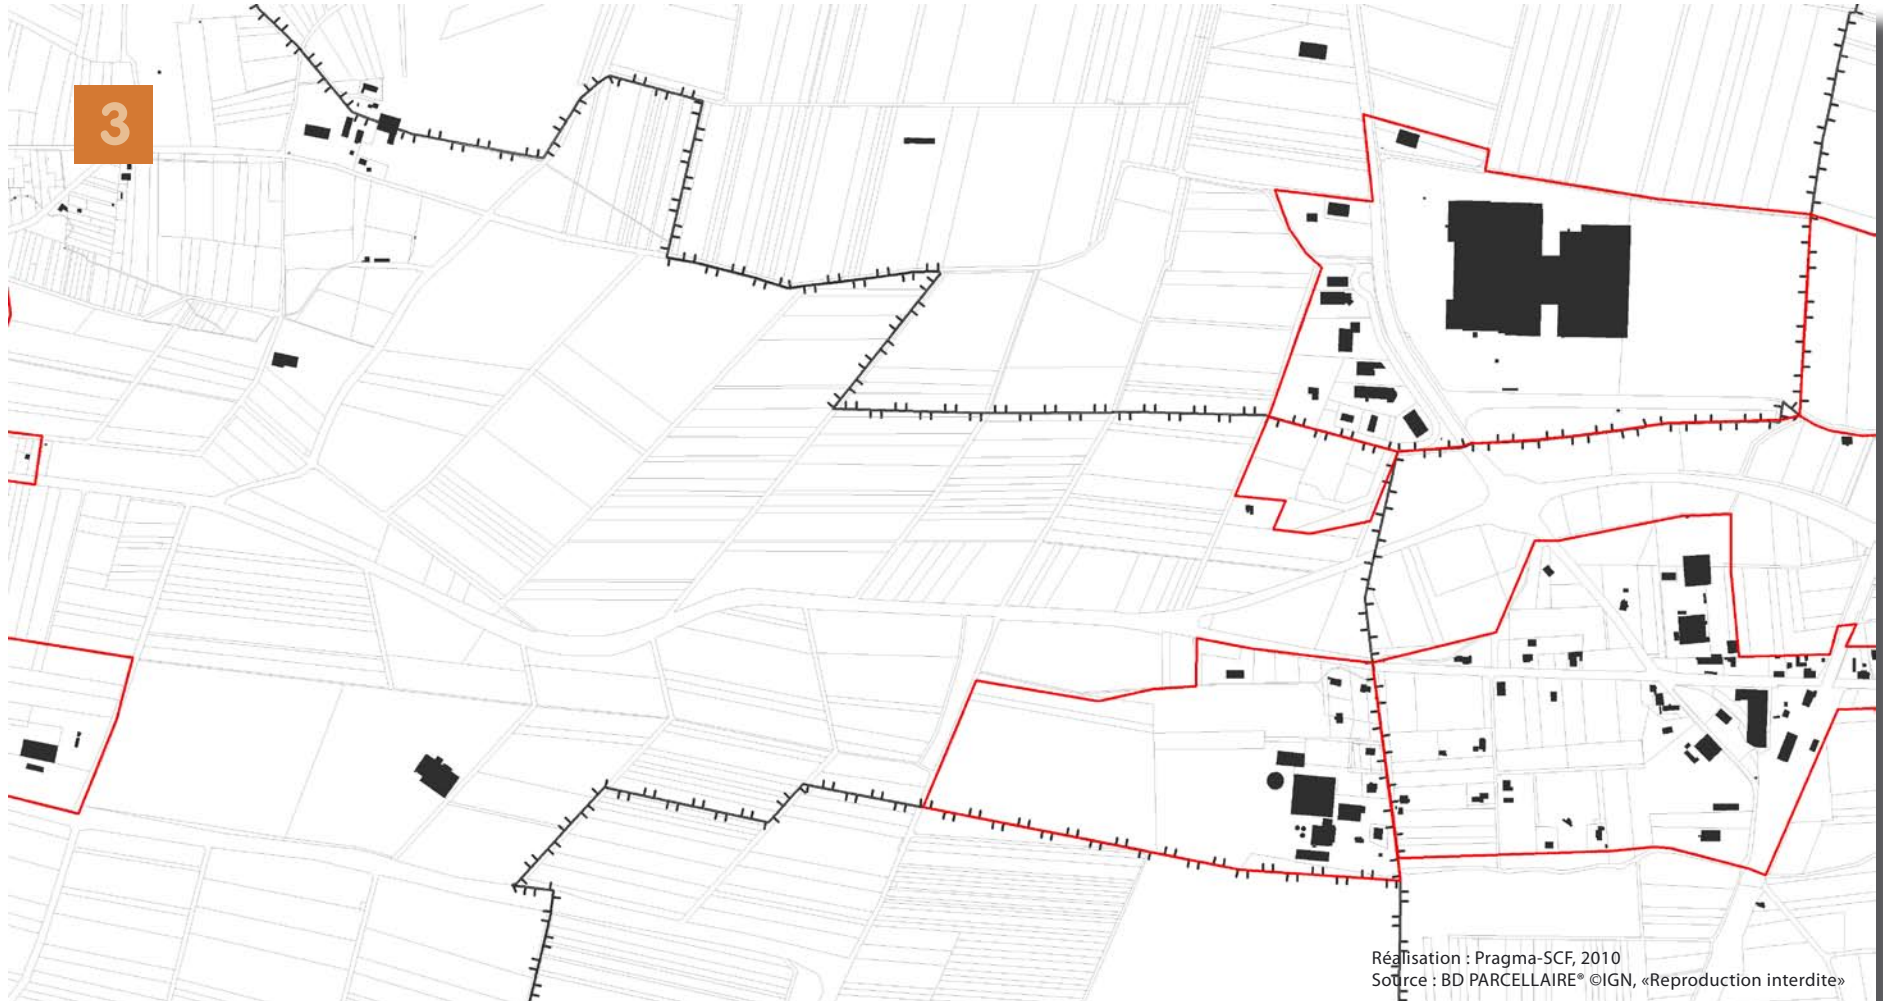 3
Réalisation : Pragma-SCF, 2010
Source : BD PARCELLAIRE® ©IGN, «Reproduction interdite»